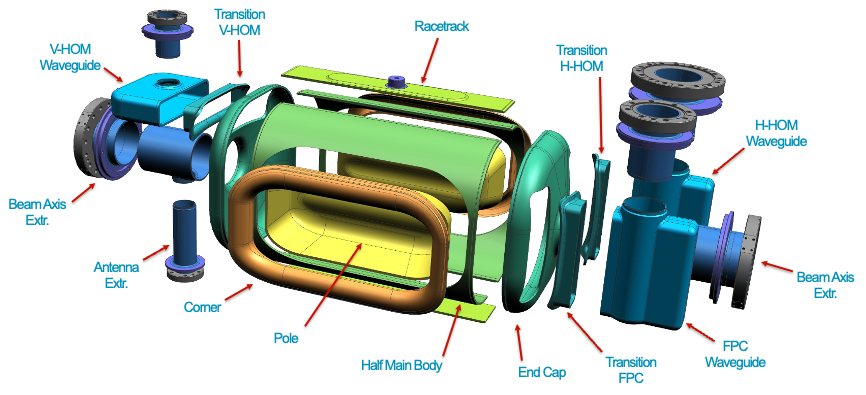 Transition
V-HOM
Racetrack
V-HOM
Waveguide
Transition
H-HOM
H-HOM
Waveguide
Beam Axis
Extr.
Antenna
Extr.
Beam Axis
Extr.
Corner
Pole
Half Main Body
End Cap
Transition
FPC
FPC
Waveguide